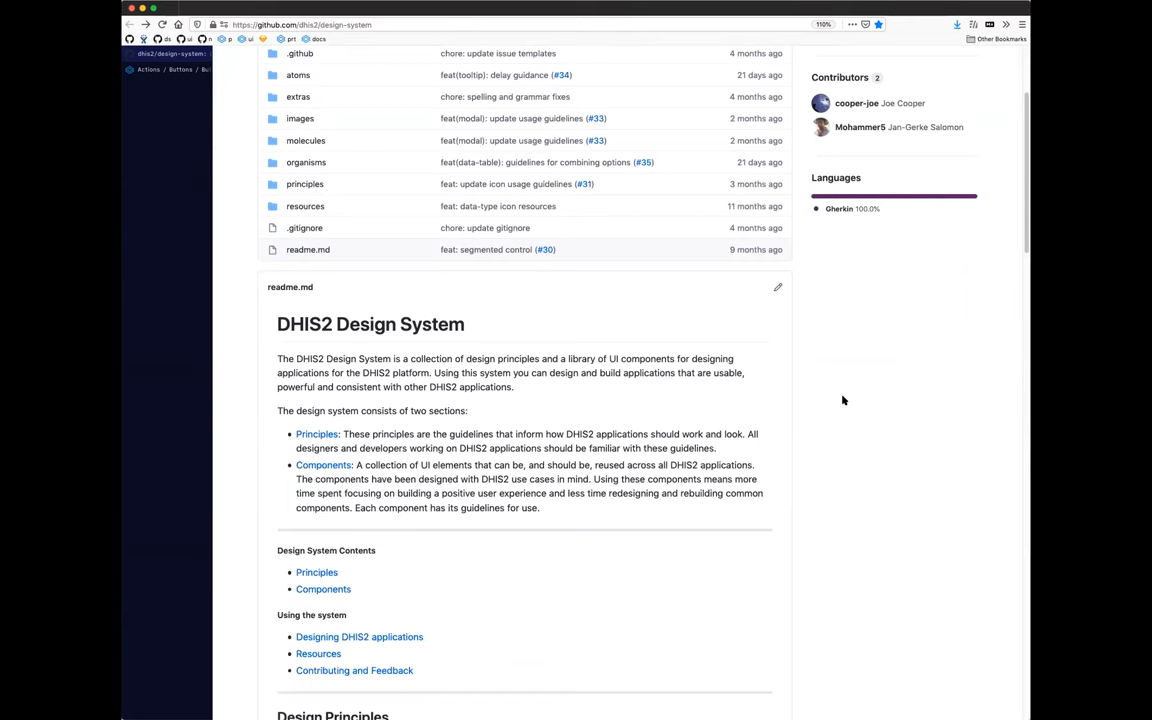 https://github.com/dhis2/design-system
110%
ds
ui
n
p
ui
prt
docs
Other Bookmarks
dhis2/design-system:
Actions / Buttons / Bu
.github chore: update issue templates 4 months ago
atoms feat(tooltip): delay guidance (#34) 21 days ago
extras chore: spelling and grammar fixes 4 months ago
images feat(modal): update usage guidelines (#33) 2 months ago
molecules feat(modal): update usage guidelines (#33) 2 months ago
organisms feat(data-table): guidelines for combining options (#35) 21 days ago
principles feat: update icon usage guidelines (#31) 3 months ago
resources feat: data-type icon resources 11 months ago
.gitignore chore: update gitignore 4 months ago
readme.md feat: segmented control (#30) 9 months ago
Contributors 2
cooper-joe Joe Cooper
Mohammer5 Jan-Gerke Salomon
Languages
Gherkin 100.0%
readme.md
DHIS2 Design System
The DHIS2 Design System is a collection of design principles and a library of UI components for designing
applications for the DHIS2 platform. Using this system you can design and build applications that are usable,
powerful and consistent with other DHIS2 applications.
The design system consists of two sections:
• Principles: These principles are the guidelines that inform how DHIS2 applications should work and look. All
designers and developers working on DHIS2 applications should be familiar with these guidelines.
• Components: A collection of UI elements that can be, and should be, reused across all DHIS2 applications.
The components have been designed with DHIS2 use cases in mind. Using these components means more
time spent focusing on building a positive user experience and less time redesigning and rebuilding common
components. Each component has its guidelines for use.
Design System Contents
• Principles
• Components
Using the system
• Designing DHIS2 applications
• Resources
• Contributing and Feedback
Design Principles